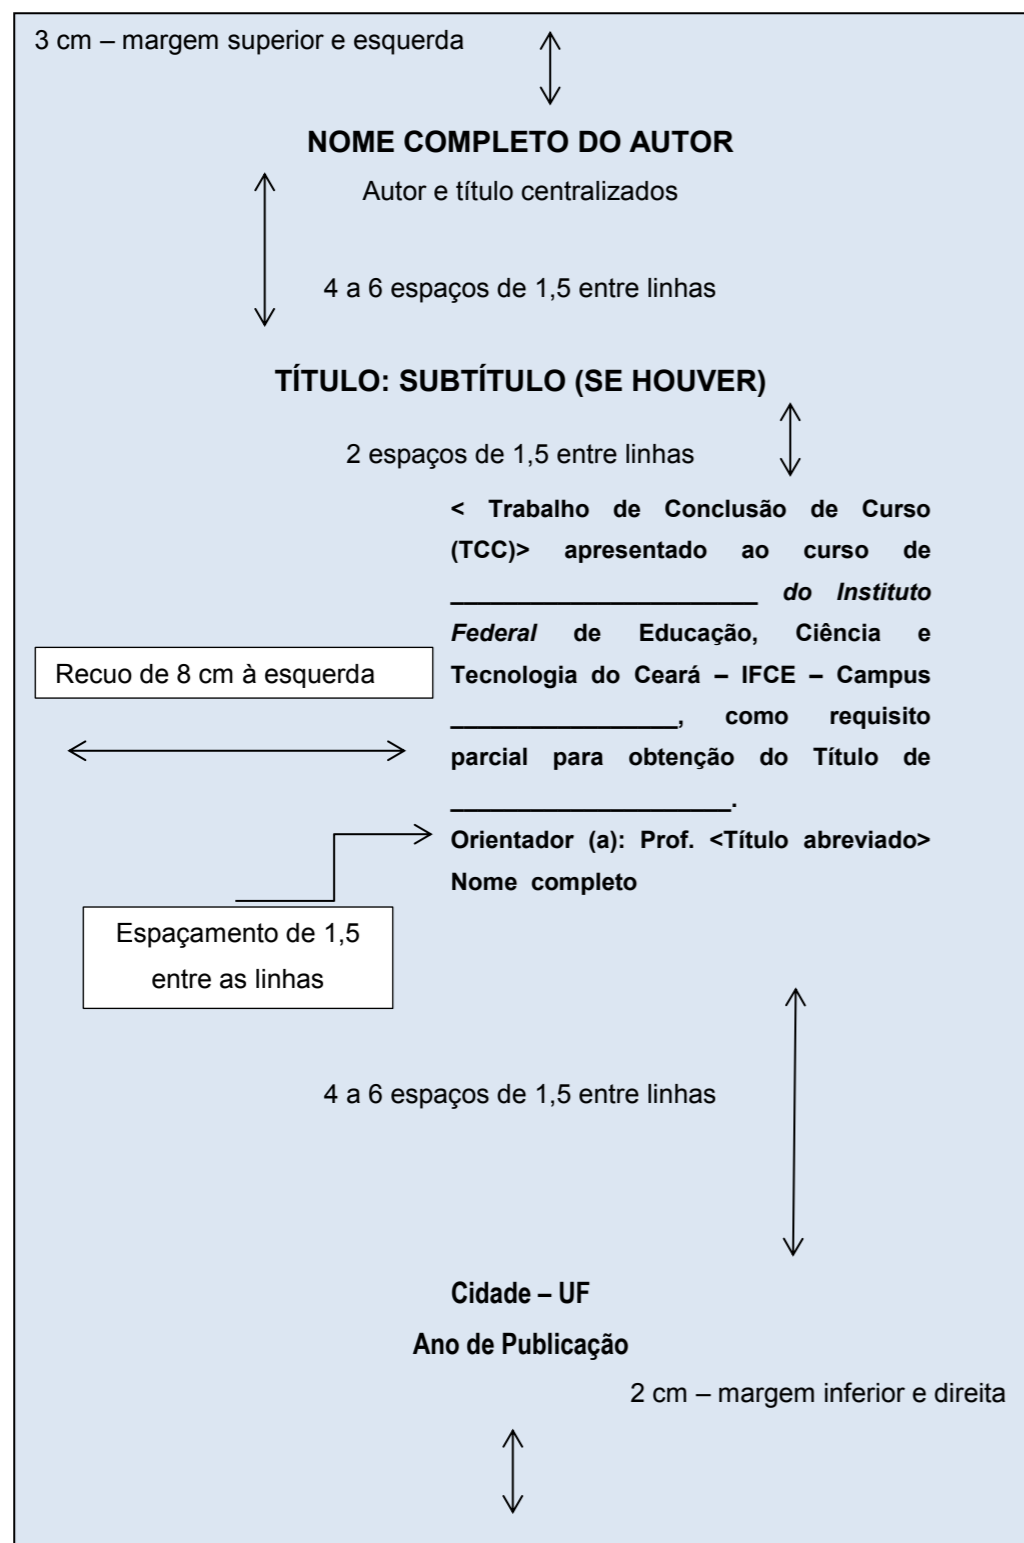 3 cm – margem superior e esquerda
NOME COMPLETO DO AUTOR
Autor e título centralizados
4 a 6 espaços de 1,5 entre linhas
TÍTULO: SUBTÍTULO (SE HOUVER)
2 espaços de 1,5 entre linhas
< Trabalho de Conclusão de Curso
(TCC)> apresentado ao curso de
_________________________ do Instituto
Federal de Educação, Ciência e
Tecnologia do Ceará – IFCE – Campus
___________________, como requisito
parcial para obtenção do Título de
_______________________.
Recuo de 8 cm à esquerda
Orientador (a): Prof. <Título abreviado>
Nome completo
Espaçamento de 1,5
entre as linhas
4 a 6 espaços de 1,5 entre linhas
Cidade – UF
Ano de Publicação
2 cm – margem inferior e direita